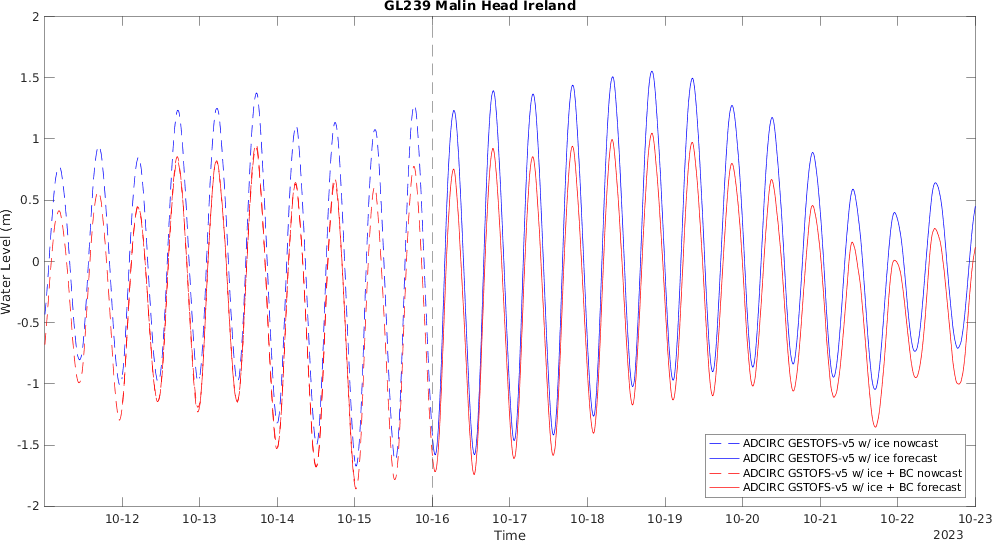 GL239 Malin Head Ireland
2
1.5
1
0.5
0
-0.5
-1
-1.5
-2
Water Level (m)
ADCIRC GESTOFS-v5 w/ ice nowcast
ADCIRC GESTOFS-v5 w/ ice forecast
ADCIRC GSTOFS-v5 w/ ice + BC nowcast
ADCIRC GSTOFS-v5 w/ ice + BC forecast
10-12 10-13 10-14 10-15 10-16 10-17 10-18 10-19 10-20 10-21 10-22 10-23
Time
2023